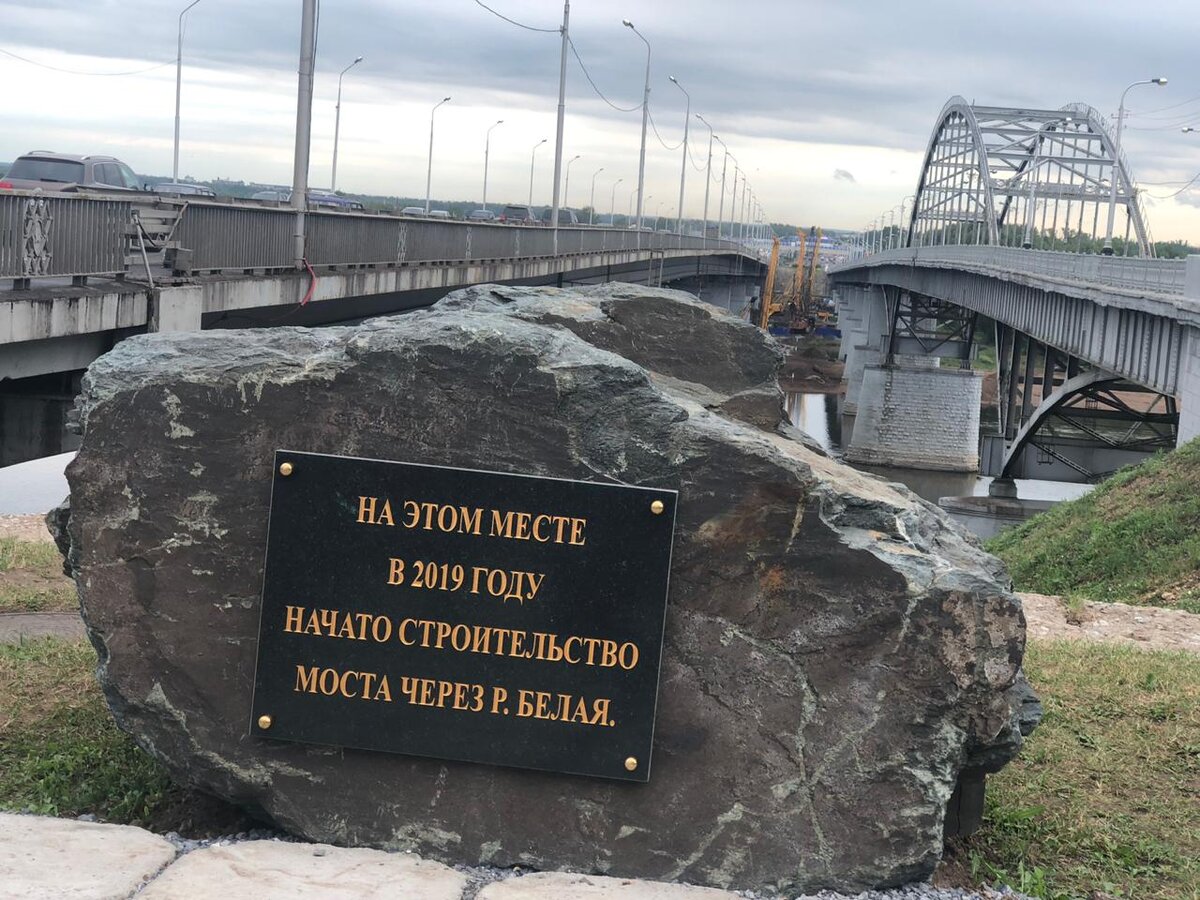 НА ЭТОМ МЕСТЕ
В 2019 ГОДУ
НАЧАТО СТРОИТЕЛЬСТВО
МОСТА ЧЕРЕЗ Р. БЕЛАЯ.